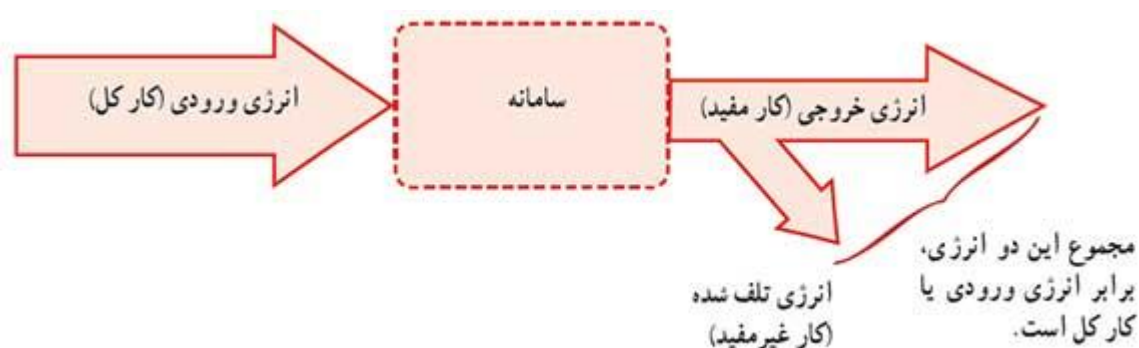 انرژی ورودی (کار کل)
سامانه
انرژی خروجی (کار مفید)
مجموع این دو انرژی،
برابر انرژی ورودی یا
کار کل است.
انرژی تلف شده
(کار غیرمفید)